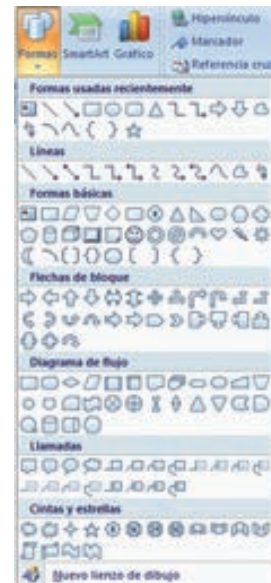 Formas SmartArt Gráfico
Hipervínculo
Marcador
Referencia cruz
Formas usadas recientemente
Líneas
Formas básicas
Flechas de bloque
Diagrama de flujo
Llamadas
Cintas y estrellas
Nuevo lienzo de dibujo